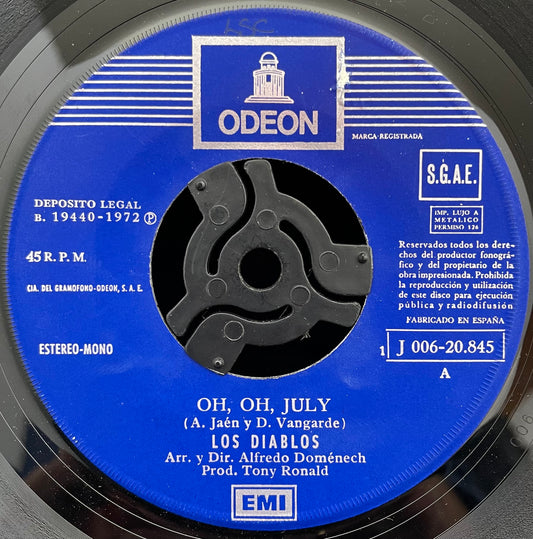 LSC
ODEON
MARCA REGISTRADA
DEPOSITO LEGAL
B. 19440-1972 Ⓟ
S.G.A.E.
IMP. LUJO A
METALICO
PERMISO 126
45 R. P. M.
Reservados todos los dere-
chos del productor fonográ-
fico y del propietario de la
obra impresionada. Prohibida
la reproducción y utilización
de este disco para ejecución
pública y radiodifusión
CIA. DEL GRAMOFONO-ODEON, S. A. E.
FABRICADO EN ESPAÑA
ESTEREO-MONO
1 J 006-20.845
A
OH, OH, JULY
(A. Jaén y D. Vangarde)
LOS DIABLOS
Arr. y Dir. Alfredo Doménech
Prod. Tony Ronald
EMI